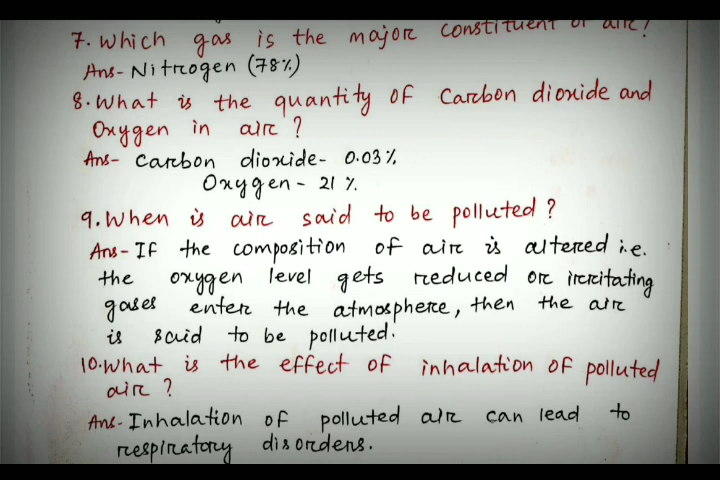 7. Which gas is the major constituent of air?
Ans- Nitrogen (78%)
8. What is the quantity of Carbon dioxide and
Oxygen in air ?
Ans- Carbon dioxide- 0.03%
Oxygen - 21 %.
9. When is air said to be polluted ?
Ans- If the composition of air is altered i.e.
the oxygen level gets reduced or irritating
gases enter the atmosphere, then the air
is said to be polluted.
10. What is the effect of inhalation of polluted
air ?
Ans- Inhalation of polluted air can lead to
respiratory disorders.